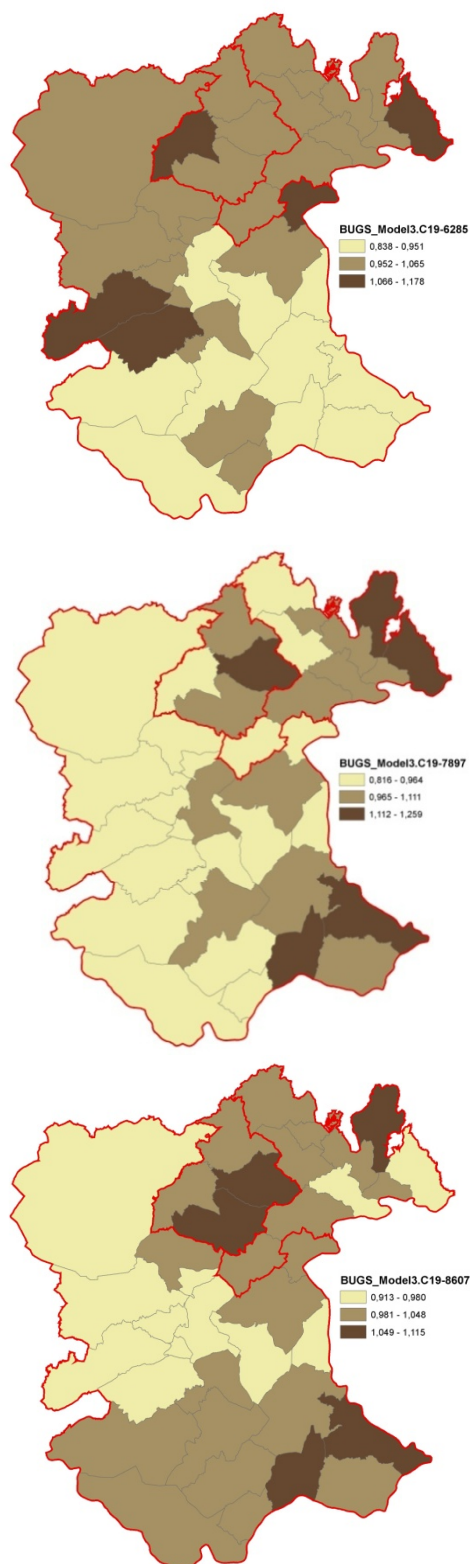 BUGS_Model3.C19-6285
0,838 - 0,951
0,952 - 1,065
1,066 - 1,178
BUGS_Model3.C19-7897
0,816 - 0,964
0,965 - 1,111
1,112 - 1,259
BUGS_Model3.C19-8607
0,913 - 0,980
0,981 - 1,048
1,049 - 1,115